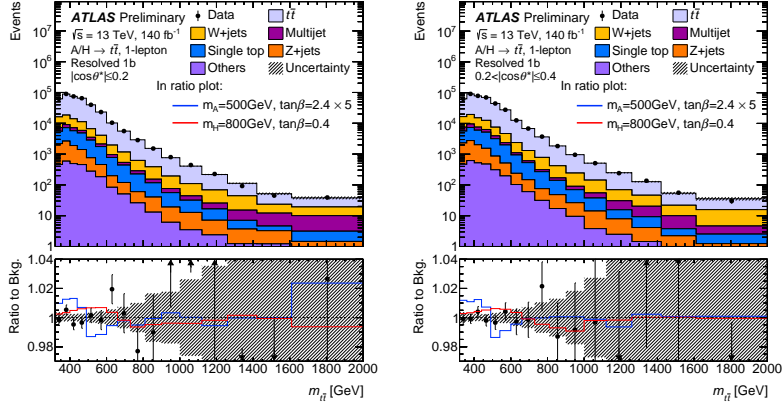 Events
ATLAS Preliminary
√s = 13 TeV, 140 fb⁻¹
A/H → tt̄, 1-lepton
Resolved 1b
|cosθ*|≤0.2
Data
tt̄
W+jets
Multijet
Single top
Z+jets
Others
Uncertainty
In ratio plot:
m_A=500GeV, tanβ=2.4 × 5
m_H=800GeV, tanβ=0.4
10⁷
10⁶
10⁵
10⁴
10³
10²
10
1
Ratio to Bkg.
1.04
1.02
1
0.98
400 600 800 1000 1200 1400 1600 1800 2000
m_tt̄ [GeV]
Events
ATLAS Preliminary
√s = 13 TeV, 140 fb⁻¹
A/H → tt̄, 1-lepton
Resolved 1b
0.2<|cosθ*|≤0.4
Data
tt̄
W+jets
Multijet
Single top
Z+jets
Others
Uncertainty
In ratio plot:
m_A=500GeV, tanβ=2.4 × 5
m_H=800GeV, tanβ=0.4
10⁷
10⁶
10⁵
10⁴
10³
10²
10
1
Ratio to Bkg.
1.04
1.02
1
0.98
400 600 800 1000 1200 1400 1600 1800 2000
m_tt̄ [GeV]